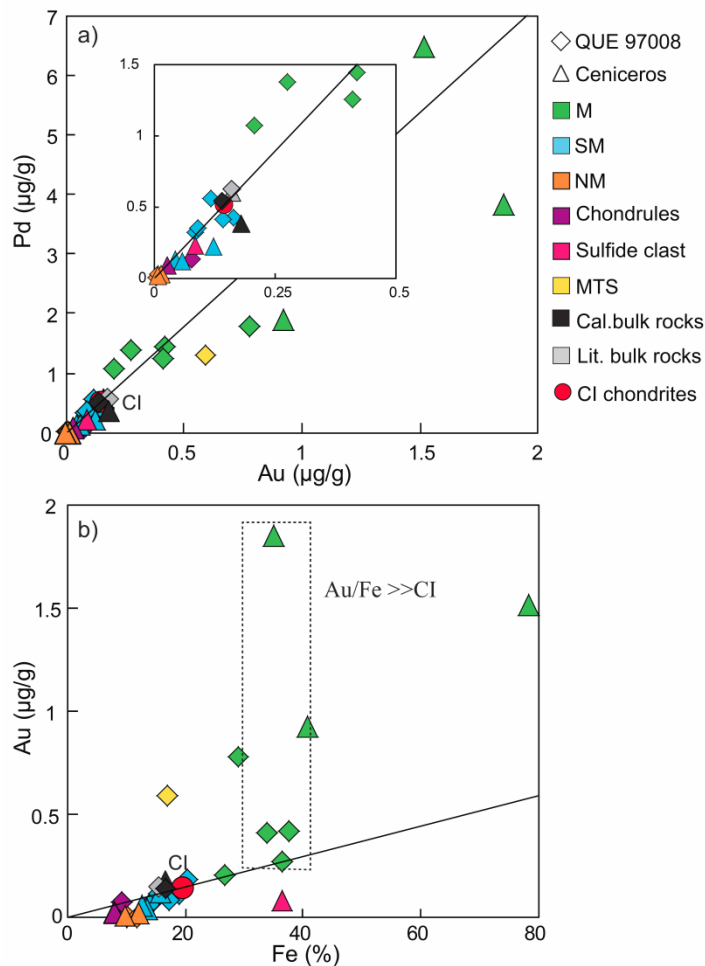 a)
7
6
5
4
3
2
1
0
Pd (µg/g)
1.5
1
0.5
0
0
0.25
0.5
CI
0
0.5
1
1.5
2
Au (µg/g)
QUE 97008
Ceniceros
M
SM
NM
Chondrules
Sulfide clast
MTS
Cal.bulk rocks
Lit. bulk rocks
CI chondrites
b)
2
1.5
1
0.5
0
Au (µg/g)
Au/Fe >>CI
CI
0
20
40
60
80
Fe (%)